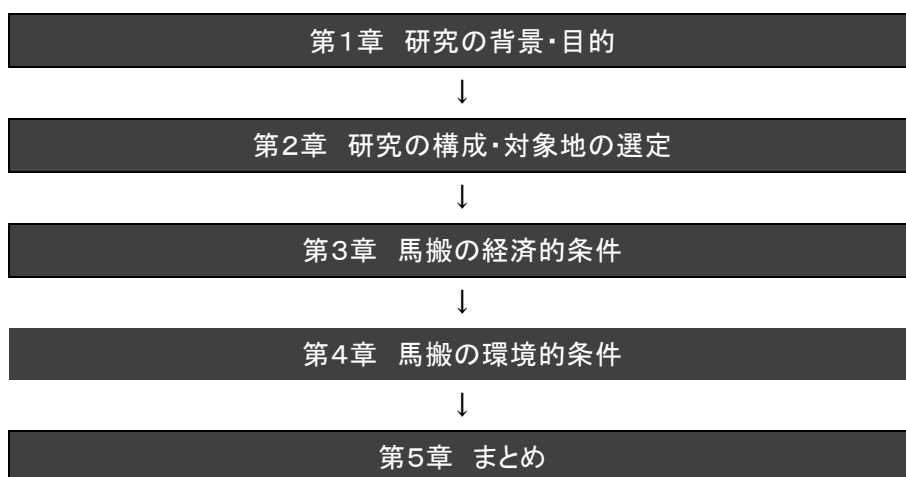 第1章 研究の背景・目的
↓
第2章 研究の構成・対象地の選定
↓
第3章 馬搬の経済的条件
↓
第4章 馬搬の環境的条件
↓
第5章 まとめ